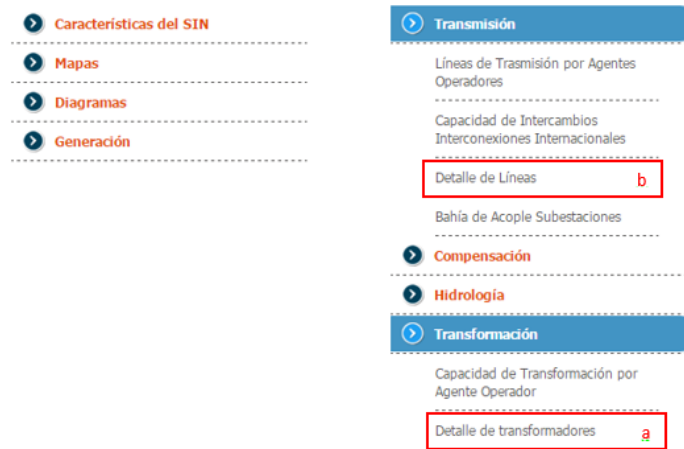 Características del SIN
Mapas
Diagramas
Generación
Transmisión
Líneas de Trasmisión por Agentes
Operadores
Capacidad de Intercambios
Interconexiones Internacionales
Detalle de Líneas b
Bahía de Acople Subestaciones
Compensación
Hidrología
Transformación
Capacidad de Transformación por
Agente Operador
Detalle de transformadores a